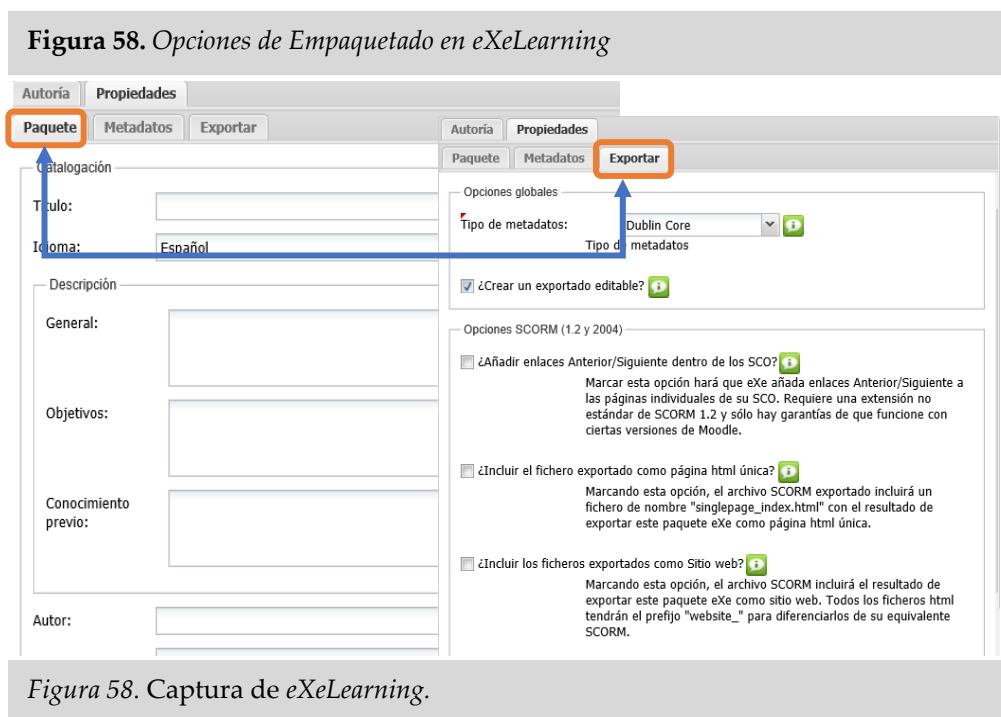 Figura 58. Opciones de Empaquetado en eXeLearning
Autoría Propiedades
Paquete Metadatos Exportar
Catalogación
Título:
Idioma: Español
Descripción
General:
Objetivos:
Conocimiento
previo:
Autor:
Autoría Propiedades
Paquete Metadatos Exportar
Opciones globales
Tipo de metadatos: Dublin Core
Tipo de metadatos
¿Crear un exportado editable?
Opciones SCORM (1.2 y 2004)
¿Añadir enlaces Anterior/Siguiente dentro de los SCO?
Marcar esta opción hará que eXe añada enlaces Anterior/Siguiente a
las páginas individuales de su SCO. Requiere una extensión no
estándar de SCORM 1.2 y sólo hay garantías de que funcione con
ciertas versiones de Moodle.
¿Incluir el fichero exportado como página html única?
Marcando esta opción, el archivo SCORM exportado incluirá un
fichero de nombre "singlepage_index.html" con el resultado de
exportar este paquete eXe como página html única.
¿Incluir los ficheros exportados como Sitio web?
Marcando esta opción, el archivo SCORM incluirá el resultado de
exportar este paquete eXe como sitio web. Todos los ficheros html
tendrán el prefijo "website_" para diferenciarlos de su equivalente
SCORM.
Figura 58. Captura de eXeLearning.